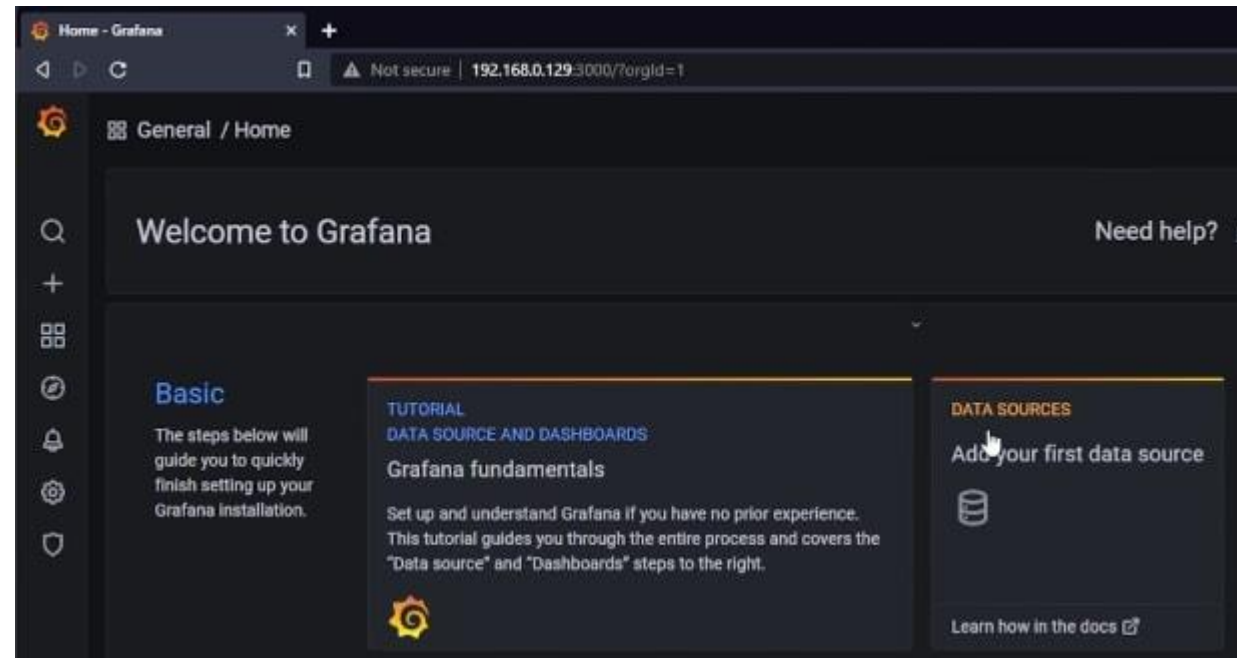 Home - Grafana
Not secure | 192.168.0.129:3000/?orgId=1
General / Home
Welcome to Grafana
Need help?
Basic
The steps below will
guide you to quickly
finish setting up your
Grafana installation.
TUTORIAL
DATA SOURCE AND DASHBOARDS
Grafana fundamentals
Set up and understand Grafana if you have no prior experience.
This tutorial guides you through the entire process and covers the
"Data source" and "Dashboards" steps to the right.
DATA SOURCES
Add your first data source
Learn how in the docs